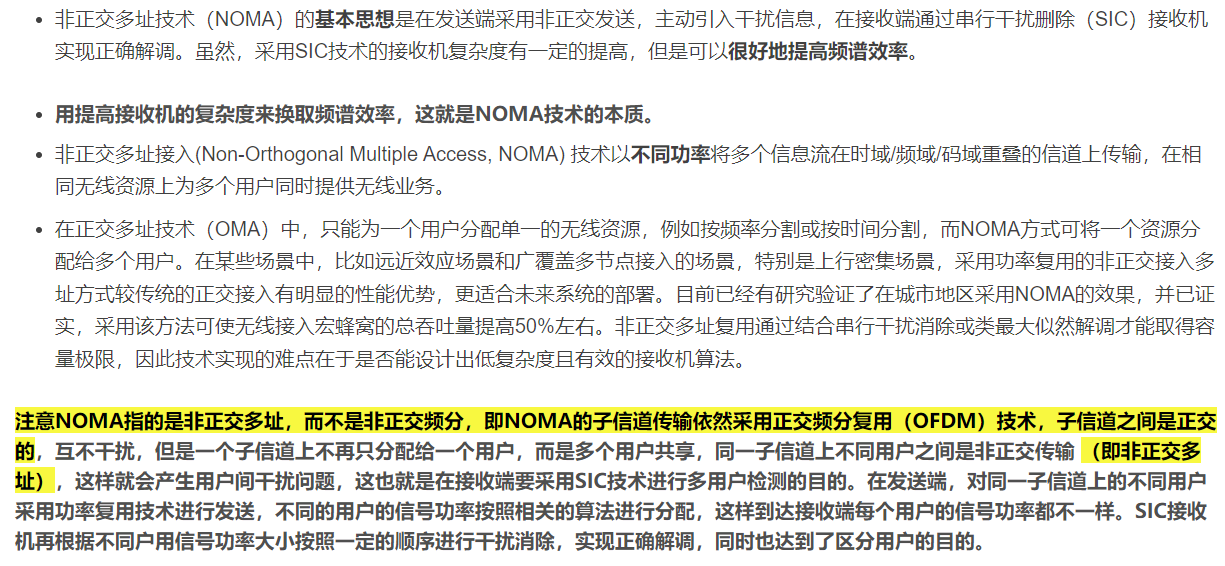 • 非正交多址技术（NOMA）的基本思想是在发送端采用非正交发送，主动引入干扰信息，在接收端通过串行干扰删除（SIC）接收机
实现正确解调。虽然，采用SIC技术的接收机复杂度有一定的提高，但是可以很好地提高频谱效率。
• 用提高接收机的复杂度来换取频谱效率，这就是NOMA技术的本质。
• 非正交多址接入(Non-Orthogonal Multiple Access, NOMA) 技术以不同功率将多个信息流在时域/频域/码域重叠的信道上传输，在相
同无线资源上为多个用户同时提供无线业务。
• 在正交多址技术（OMA）中，只能为一个用户分配单一的无线资源，例如按频率分割或按时间分割，而NOMA方式可将一个资源分
配给多个用户。在某些场景中，比如远近效应场景和广覆盖多节点接入的场景，特别是上行密集场景，采用功率复用的非正交接入多
址方式较传统的正交接入有明显的性能优势，更适合未来系统的部署。目前已经有研究验证了在城市地区采用NOMA的效果，并已证
实，采用该方法可使无线接入宏蜂窝的总吞吐量提高50%左右。非正交多址复用通过结合串行干扰消除或类最大似然解调才能取得容
量极限，因此技术实现的难点在于是否能设计出低复杂度且有效的接收机算法。
注意NOMA指的是非正交多址，而不是非正交频分，即NOMA的子信道传输依然采用正交频分复用（OFDM）技术，子信道之间是正交
的，互不干扰，但是一个子信道上不再只分配给一个用户，而是多个用户共享，同一子信道上不同用户之间是非正交传输（即非正交多
址），这样就会产生用户间干扰问题，这也就是在接收端要采用SIC技术进行多用户检测的目的。在发送端，对同一子信道上的不同用户
采用功率复用技术进行发送，不同的用户的信号功率按照相关的算法进行分配，这样到达接收端每个用户的信号功率都不一样。SIC接收
机再根据不同户用信号功率大小按照一定的顺序进行干扰消除，实现正确解调，同时也达到了区分用户的目的。